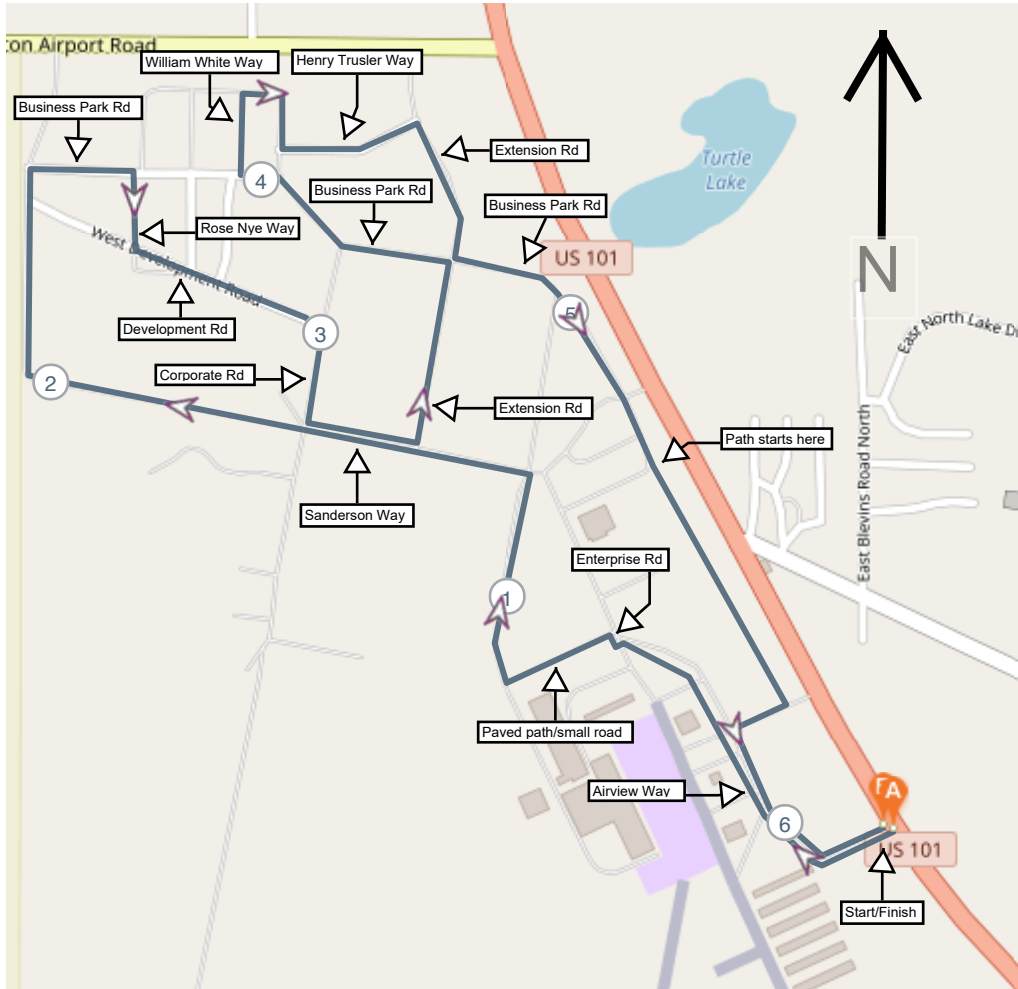 ton Airport Road
William White Way
Henry Trusler Way
Business Park Rd
Extension Rd
Turtle
Lake
4
Business Park Rd
Business Park Rd
Rose Nye Way
West Development Road
US 101
N
East North Lake D
Development Rd
3
5
Corporate Rd
2
Extension Rd
Path starts here
East Blevins Road North
Sanderson Way
Enterprise Rd
1
Paved path/small road
Airview Way
FA
6
US 101
Start/Finish